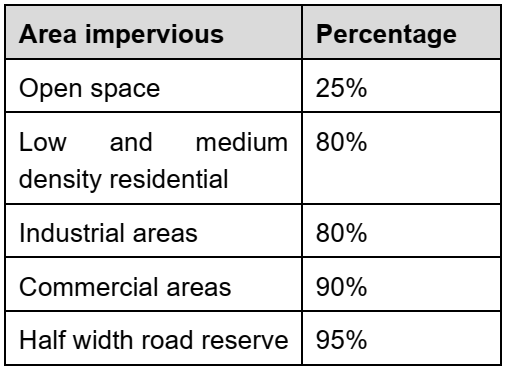 Area impervious Percentage
Open space 25%
Low and medium 80%
density residential
Industrial areas 80%
Commercial areas 90%
Half width road reserve 95%